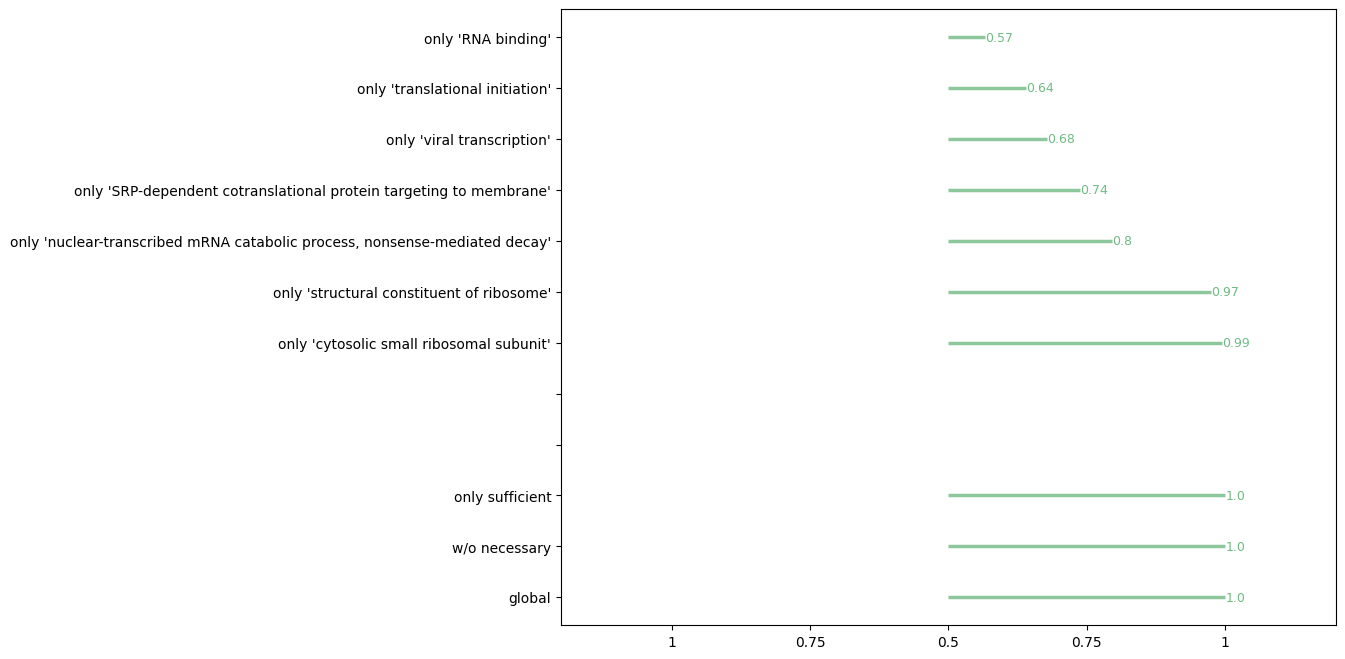 only 'RNA binding' 0.57
only 'translational initiation' 0.64
only 'viral transcription' 0.68
only 'SRP-dependent cotranslational protein targeting to membrane' 0.74
only 'nuclear-transcribed mRNA catabolic process, nonsense-mediated decay' 0.8
only 'structural constituent of ribosome' 0.97
only 'cytosolic small ribosomal subunit' 0.99
only sufficient 1.0
w/o necessary 1.0
global 1.0
1 0.75 0.5 0.75 1